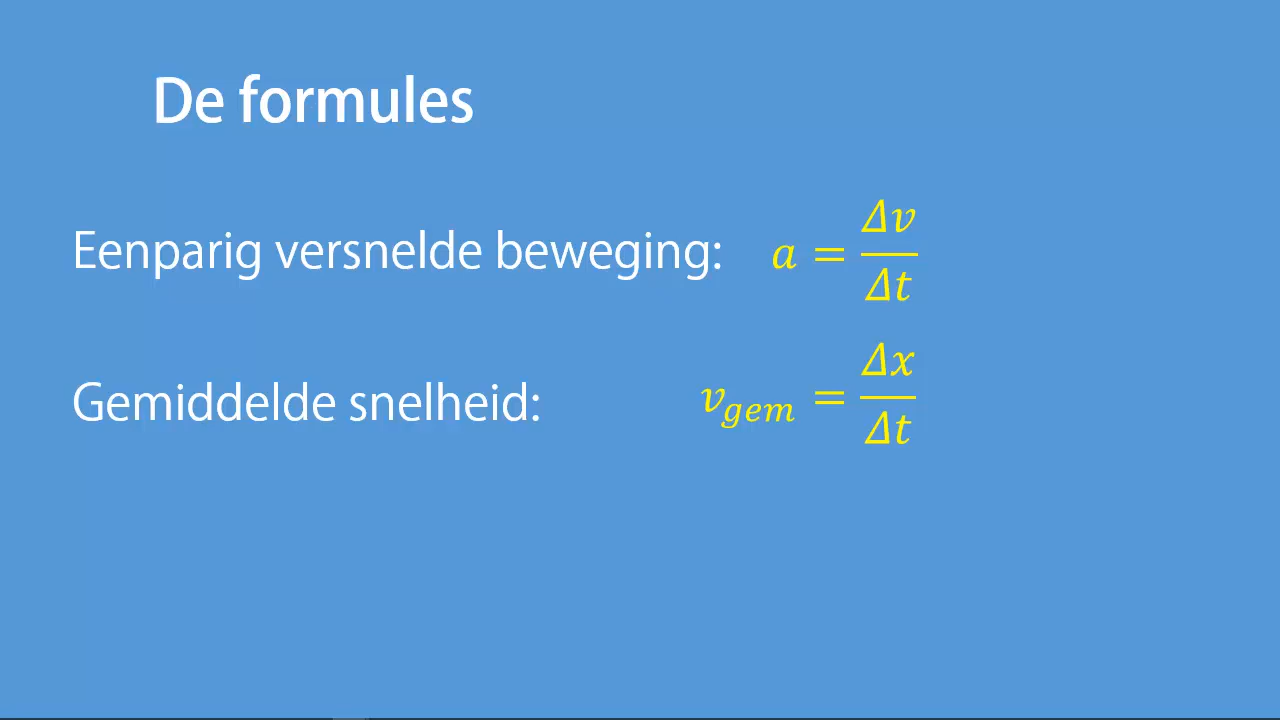 De formules
Eenparig versnelde beweging: a = Δv/Δt
Gemiddelde snelheid: v_gem = Δx/Δt